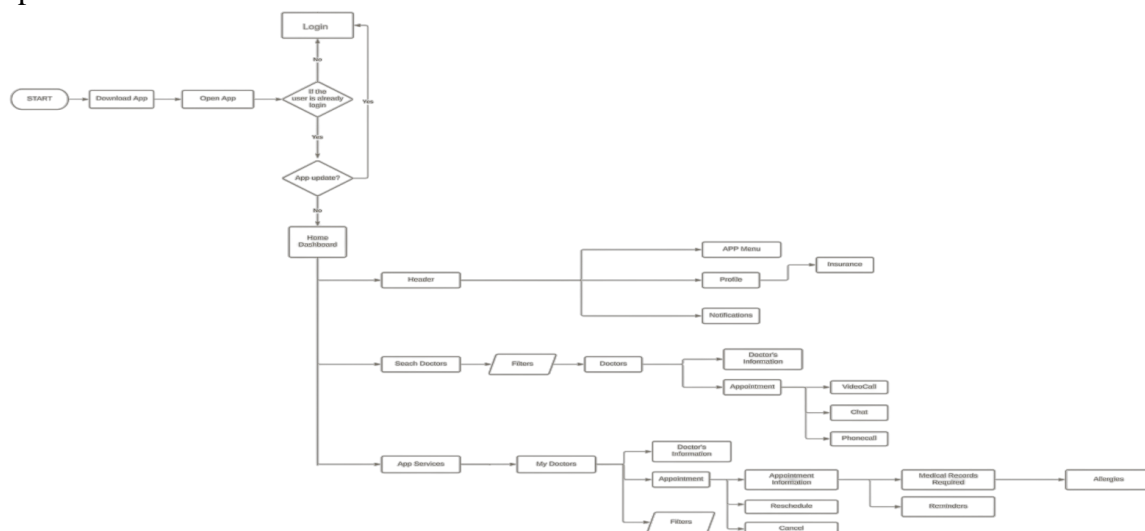 Login
No
START
Download App
Open App
If the
user is already
login
Yes
Yes
App update?
No
Home
Dashboard
APP Menu
Insurance
Header
Profile
Notifications
Doctor's
Information
Seach Doctors
Filters
Doctors
Appointment
VideoCall
Chat
Phonecall
Doctor's
Information
App Services
My Doctors
Appointment
Appointment
Information
Medical Records
Required
Allergies
Reschedule
Reminders
Filters
Cancel